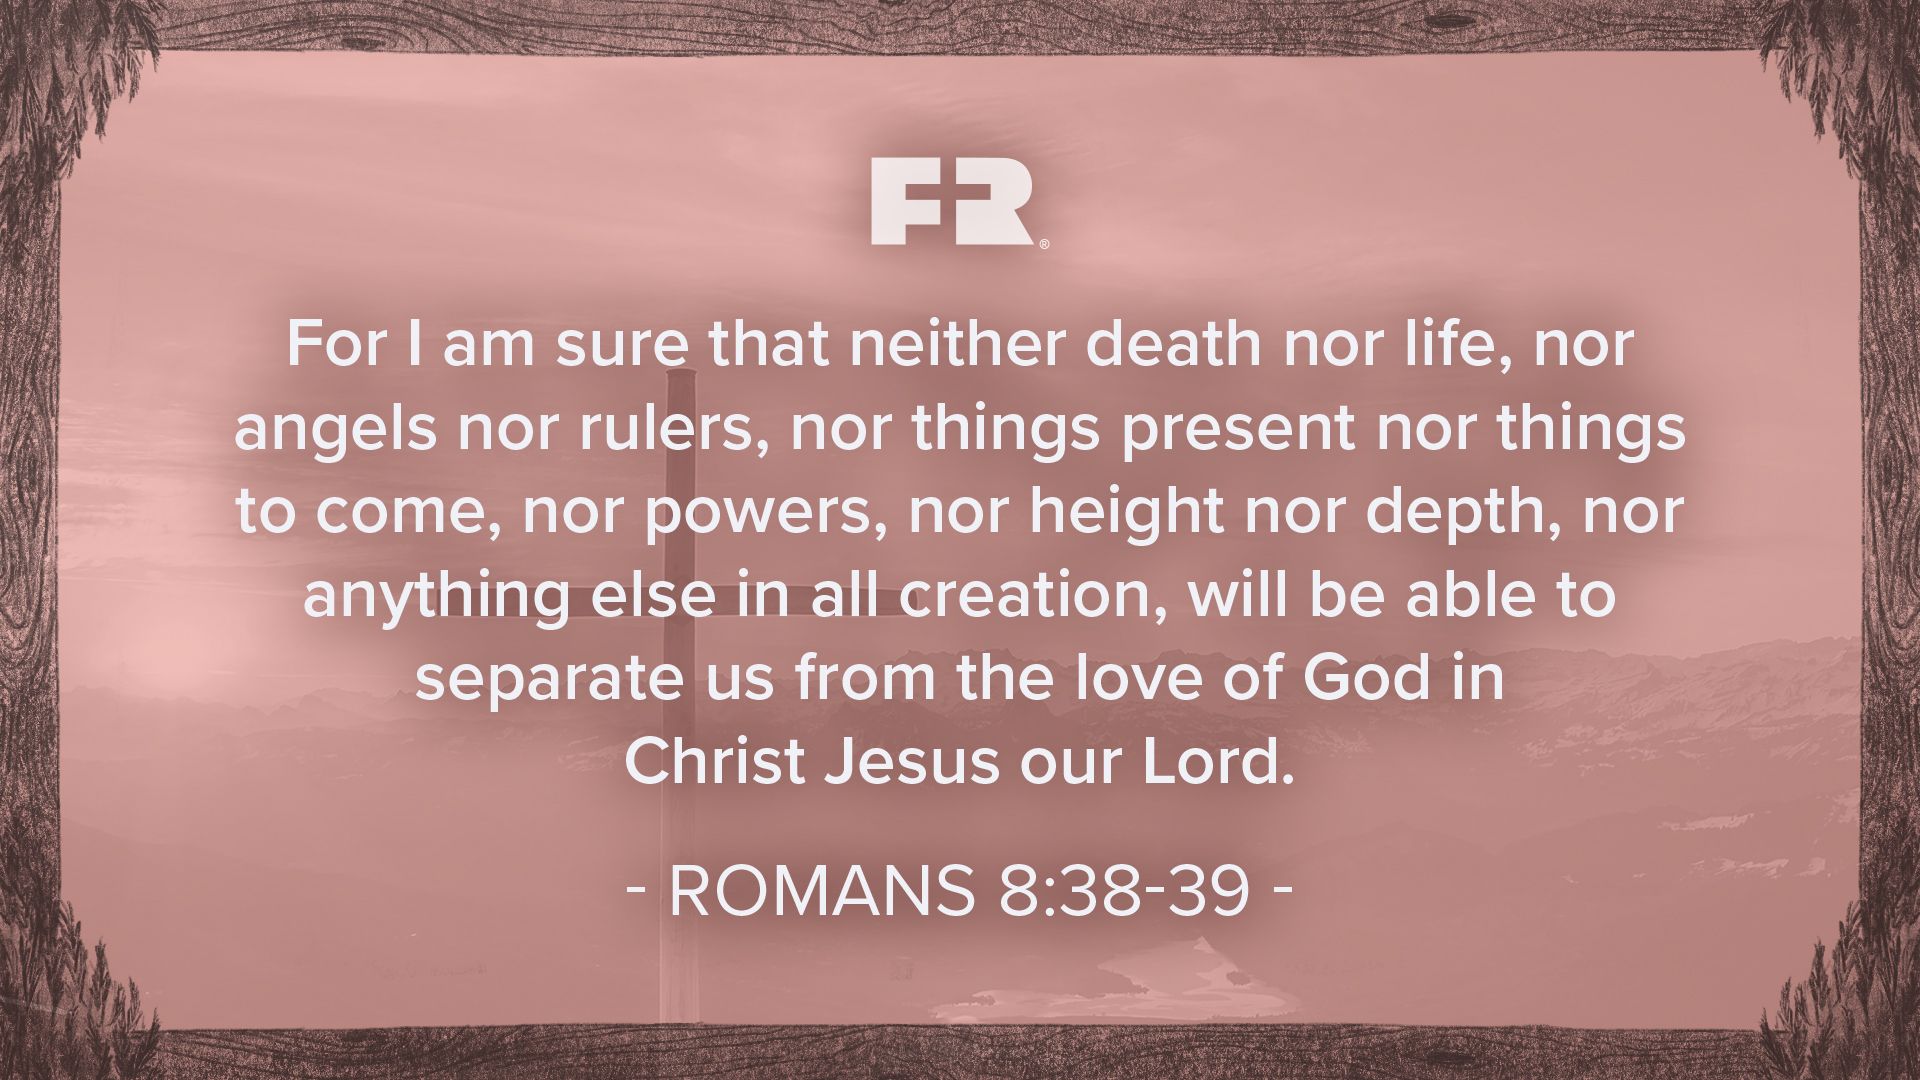 FR®
For I am sure that neither death nor life, nor
angels nor rulers, nor things present nor things
to come, nor powers, nor height nor depth, nor
anything else in all creation, will be able to
separate us from the love of God in
Christ Jesus our Lord.
- ROMANS 8:38-39 -